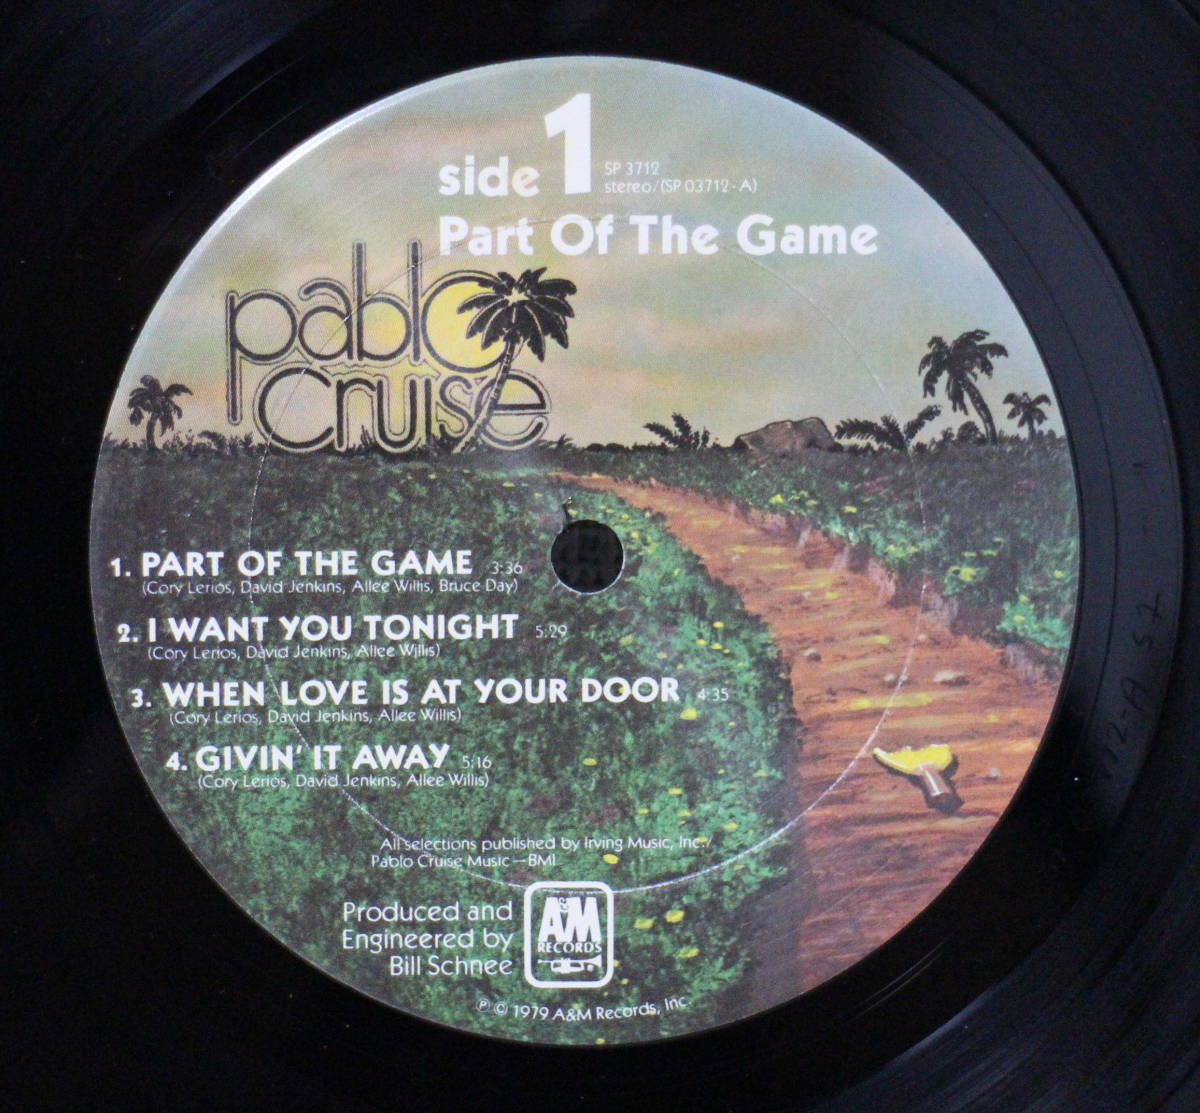 side 1
SP 3712
stereo/(SP 03712-A)
Part Of The Game
pablo
cruise
1. PART OF THE GAME 3:36
(Cory Lerios, David Jenkins, Allee Willis, Bruce Day)
2. I WANT YOU TONIGHT 5:29
(Cory Lerios, David Jenkins, Allee Willis)
3. WHEN LOVE IS AT YOUR DOOR 4:35
(Cory Lerios, David Jenkins, Allee Willis)
4. GIVIN' IT AWAY 5:16
(Cory Lerios, David Jenkins, Allee Willis)
All selections published by Irving Music, Inc./
Pablo Cruise Music—BMI
Produced and
Engineered by
Bill Schnee
A&M
RECORDS
℗ © 1979 A&M Records, Inc.